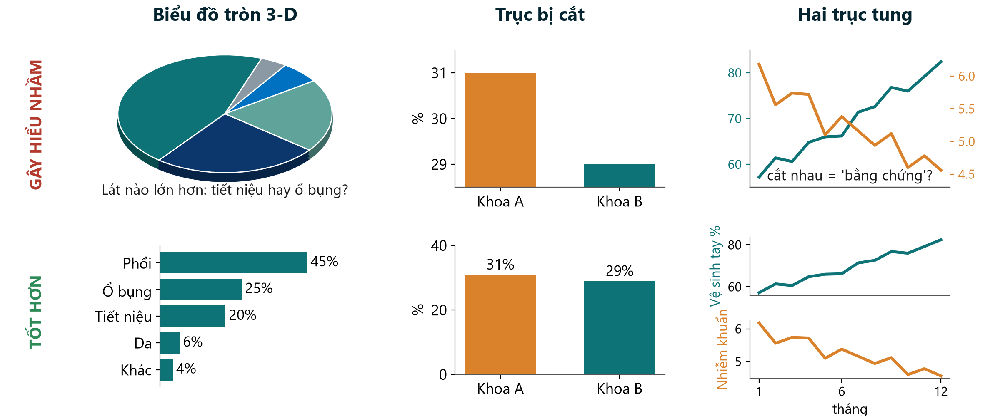 Biểu đồ tròn 3-D
Trục bị cắt
Hai trục tung
GÂY HIỂU NHẦM
Lát nào lớn hơn: tiết niệu hay ổ bụng?
31
30
29
%
Khoa A
Khoa B
80
70
60
6.0
5.5
5.0
4.5
cắt nhau = 'bằng chứng'?
TỐT HƠN
Phổi
45%
Ổ bụng
25%
Tiết niệu
20%
Da
6%
Khác
4%
40
20
0
%
31%
29%
Khoa A
Khoa B
Vệ sinh tay %
80
60
Nhiễm khuẩn
6
5
1
6
12
tháng